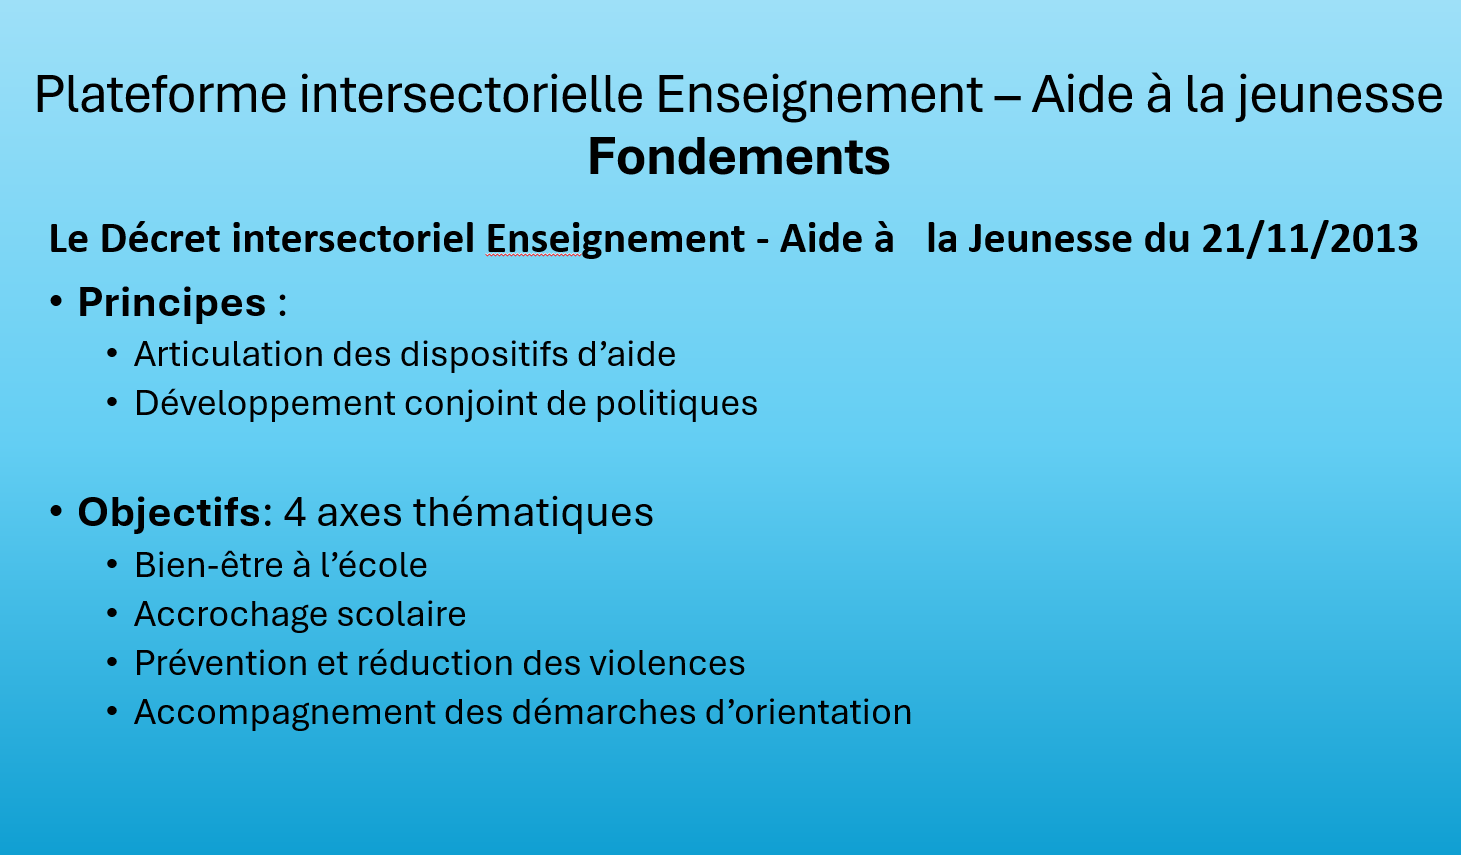 Plateforme intersectorielle Enseignement – Aide à la jeunesse
Fondements
Le Décret intersectoriel Enseignement - Aide à   la Jeunesse du 21/11/2013
• Principes :
• Articulation des dispositifs d’aide
• Développement conjoint de politiques
• Objectifs: 4 axes thématiques
• Bien-être à l’école
• Accrochage scolaire
• Prévention et réduction des violences
• Accompagnement des démarches d’orientation